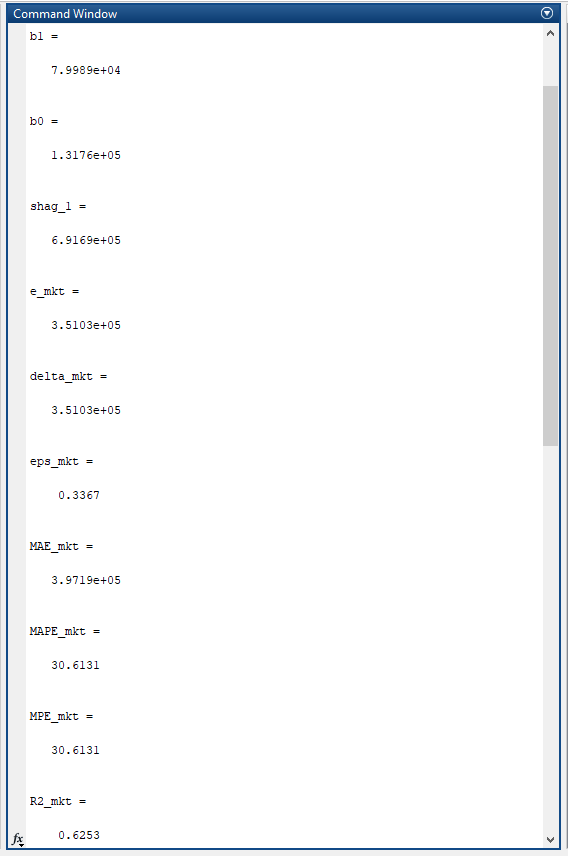 Command Window
b1 =
7.9989e+04
b0 =
1.3176e+05
shag_1 =
6.9169e+05
e_mkt =
3.5103e+05
delta_mkt =
3.5103e+05
eps_mkt =
0.3367
MAE_mkt =
3.9719e+05
MAPE_mkt =
30.6131
MPE_mkt =
30.6131
R2_mkt =
0.6253
fx